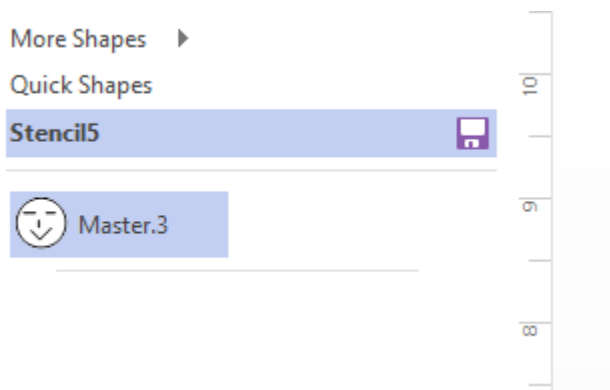 More Shapes
Quick Shapes
Stencil5
Master.3
10
9
8